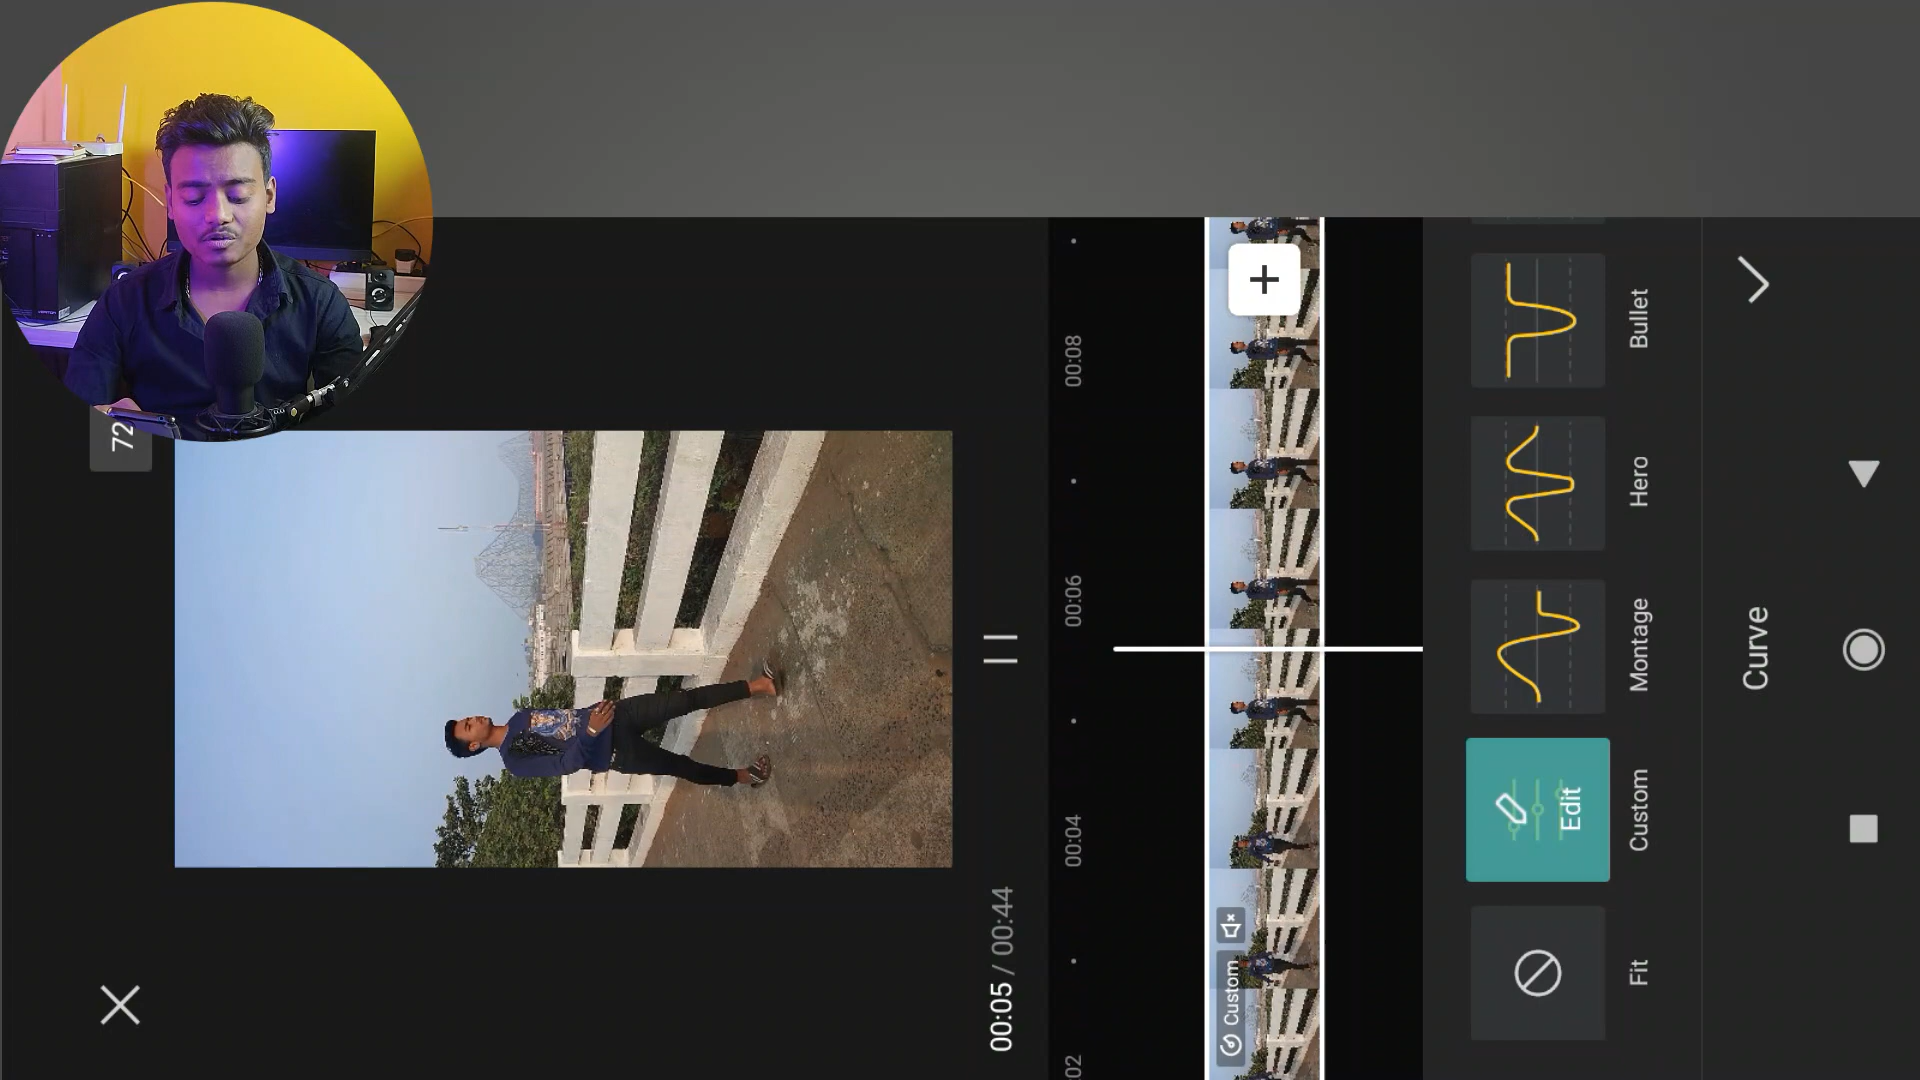 72
00:05 / 00:44
:02
00:04
00:06
00:08
Custom
Fit
Edit
Custom
Montage
Hero
Bullet
Curve